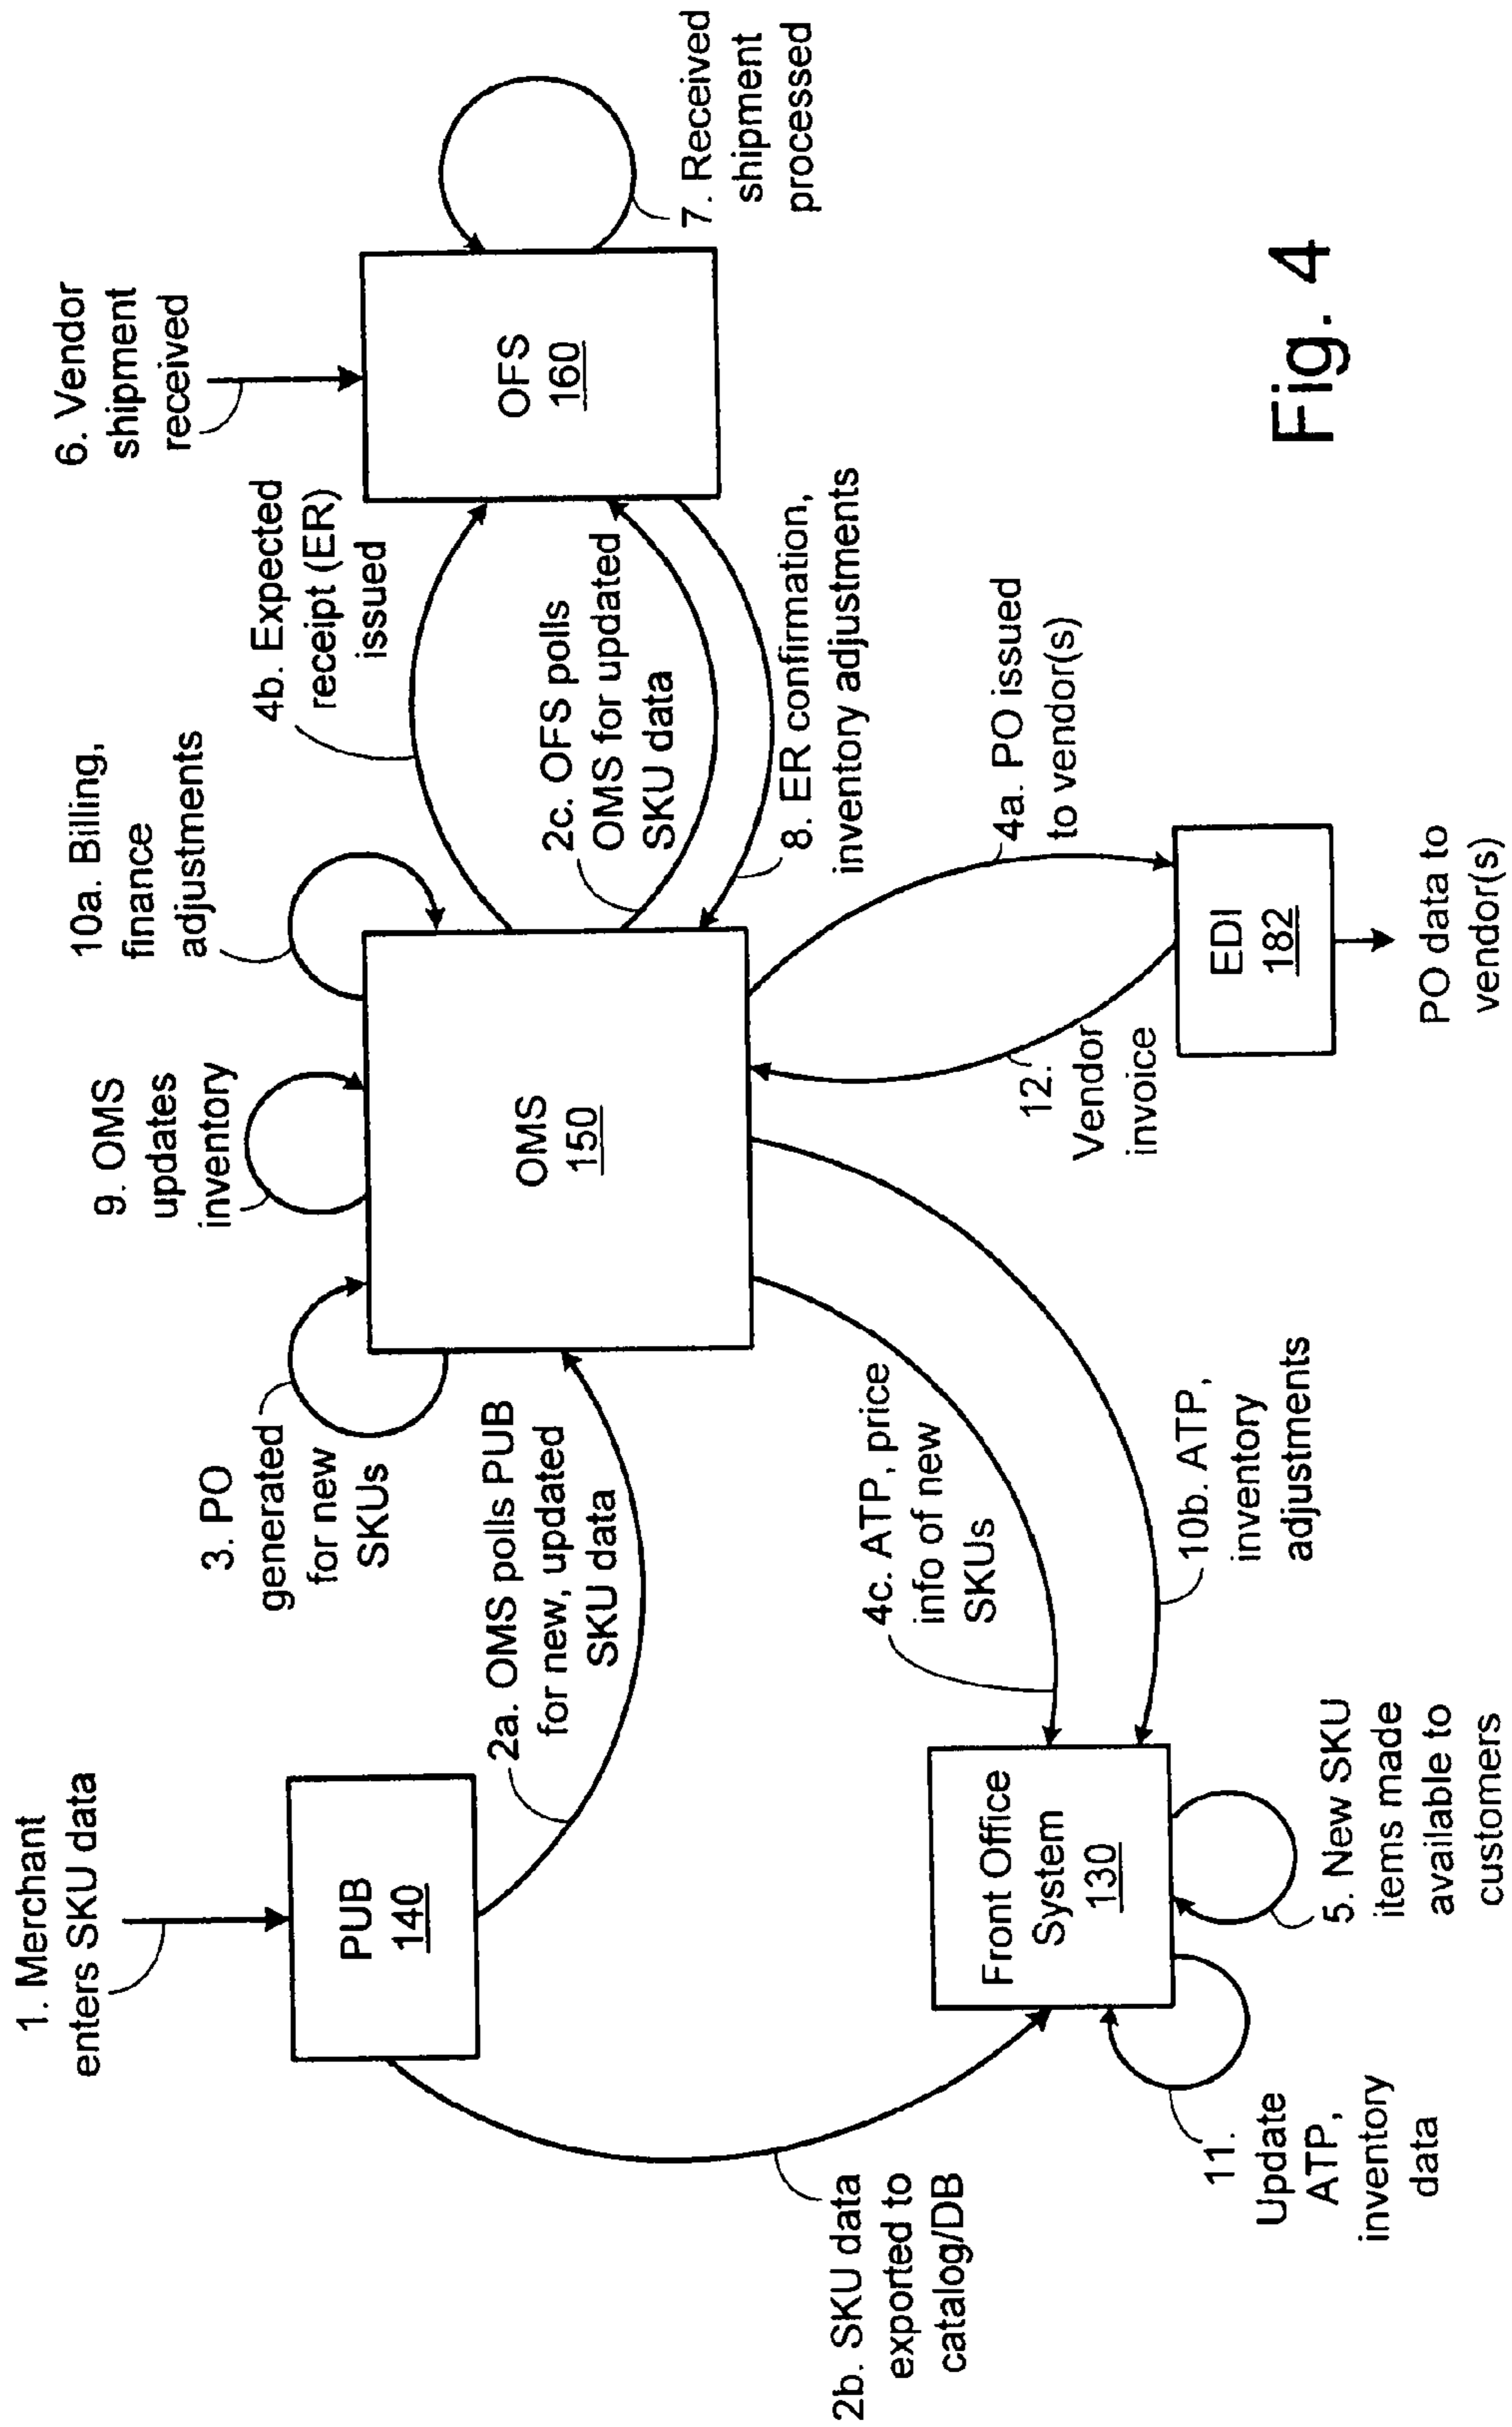 1. Merchant
enters SKU data
PUB
140
2a. OMS polls PUB
for new, updated
SKU data
2b. SKU data
exported to
catalog/DB
3. PO
generated
for new
SKUs
9. OMS
updates
inventory
10a. Billing,
finance
adjustments
OMS
150
4b. Expected
receipt (ER)
issued
2c. OFS polls
OMS for updated
SKU data
8. ER confirmation,
inventory adjustments
6. Vendor
shipment
received
OFS
160
7. Received
shipment
processed
4c. ATP, price
info of new
SKUs
10b. ATP,
inventory
adjustments
Front Office
System
130
11.
Update
ATP,
inventory
data
5. New SKU
items made
available to
customers
12.
Vendor
invoice
4a. PO issued
to vendor(s)
EDI
182
PO data to
vendor(s)
Fig. 4